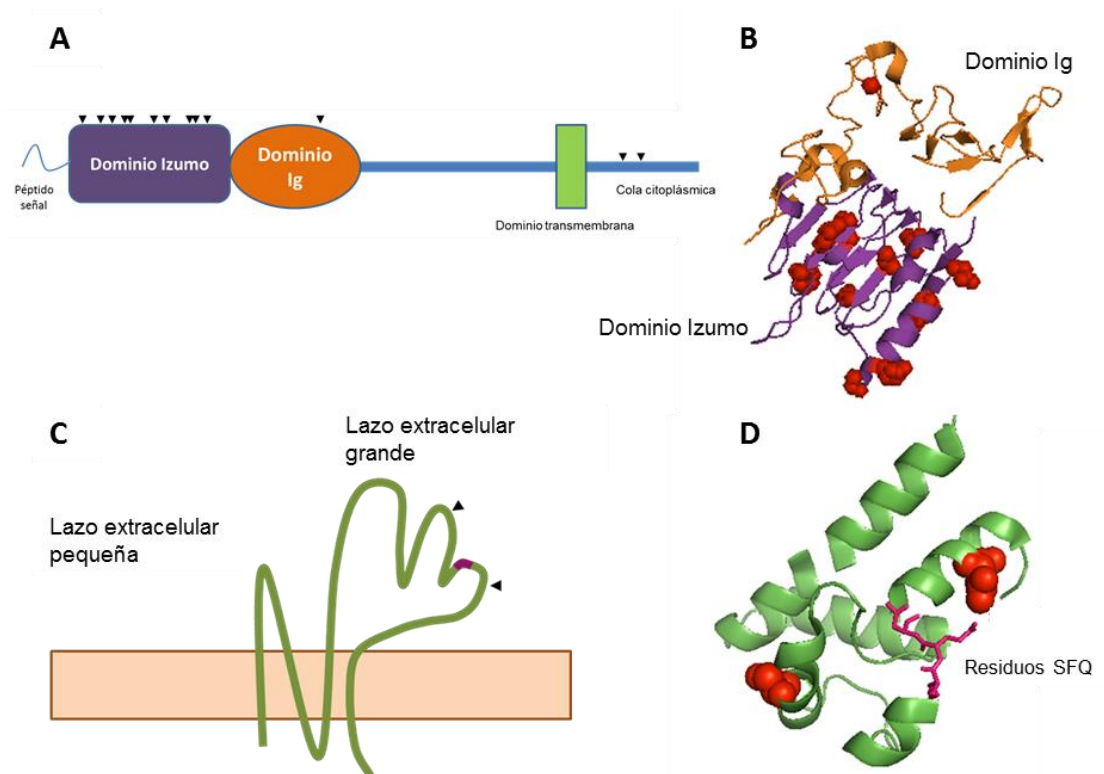 A
Péptido
señal
Dominio Izumo
Dominio
Ig
Dominio transmembrana
Cola citoplásmica
B
Dominio Ig
Dominio Izumo
C
Lazo extracelular
grande
Lazo extracelular
pequeña
D
Residuos SFQ